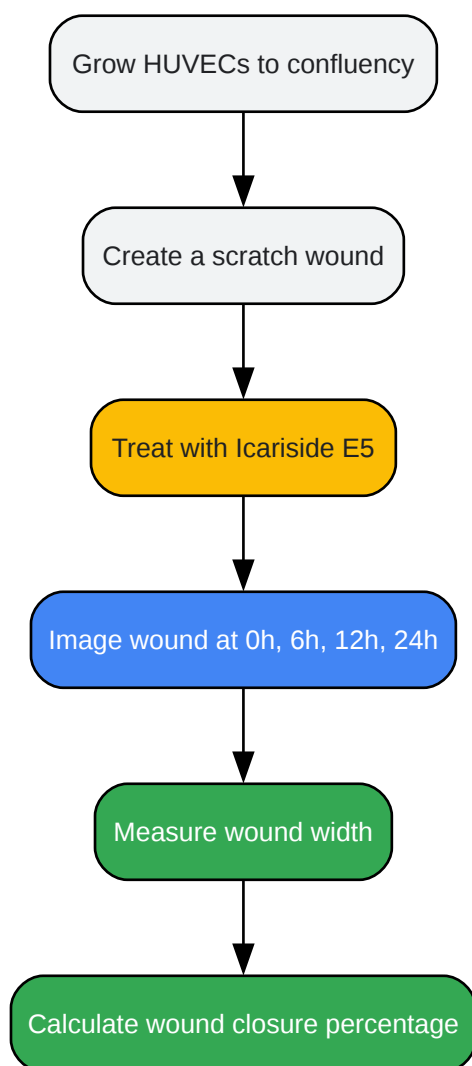 Grow HUVECs to confluency
Create a scratch wound
Treat with Icariside E5
Image wound at 0h, 6h, 12h, 24h
Measure wound width
Calculate wound closure percentage